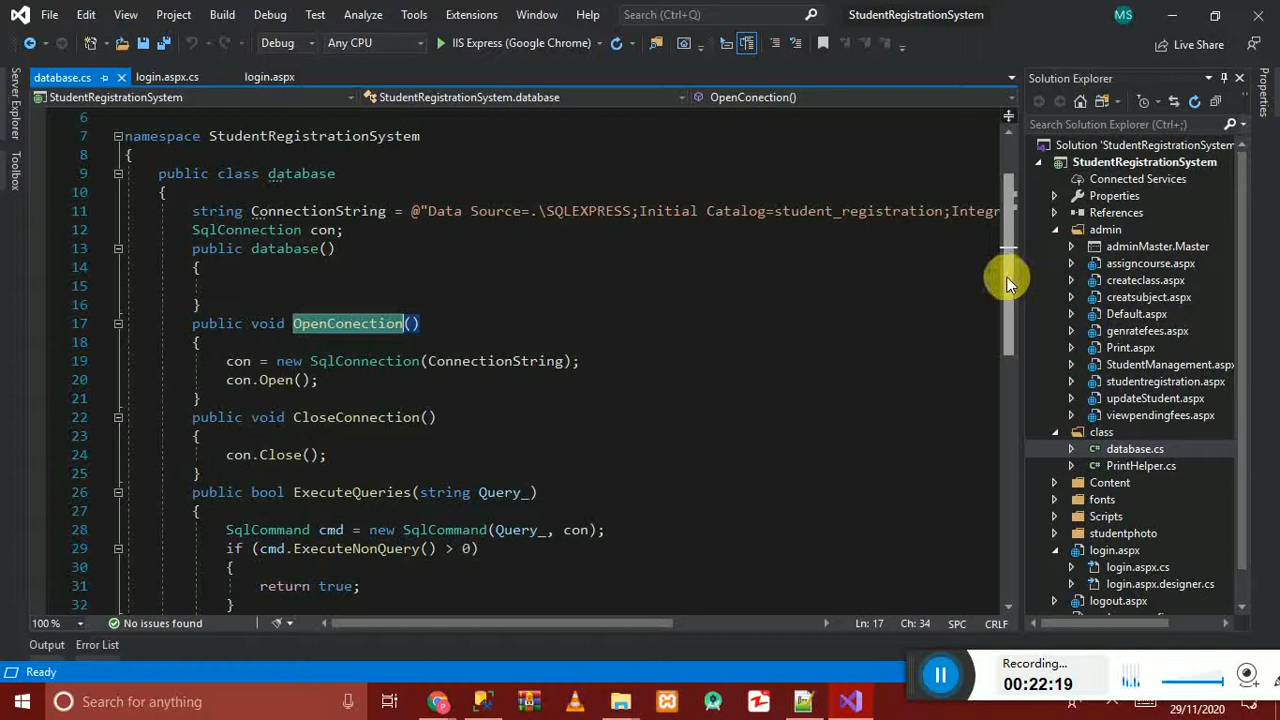 File Edit View Project Build Debug Test Analyze Tools Extensions Window Help Search (Ctrl+Q) StudentRegistrationSystem MS
Debug Any CPU IIS Express (Google Chrome) Live Share
database.cs login.aspx.cs login.aspx Solution Explorer
StudentRegistrationSystem StudentRegistrationSystem.database OpenConection()
Server Explorer
Toolbox
Properties
6
7 namespace StudentRegistrationSystem
8 {
9 public class database
10 {
11 string ConnectionString = @"Data Source=.\SQLEXPRESS;Initial Catalog=student_registration;Integr
12 SqlConnection con;
13 public database()
14 {
15
16 }
17 public void OpenConection()
18 {
19 con = new SqlConnection(ConnectionString);
20 con.Open();
21 }
22 public void CloseConnection()
23 {
24 con.Close();
25 }
26 public bool ExecuteQueries(string Query_)
27 {
28 SqlCommand cmd = new SqlCommand(Query_, con);
29 if (cmd.ExecuteNonQuery() > 0)
30 {
31 return true;
32 }
Search Solution Explorer (Ctrl+;)
Solution 'StudentRegistrationSystem
StudentRegistrationSystem
Connected Services
Properties
References
admin
adminMaster.Master
assigncourse.aspx
createclass.aspx
creatsubject.aspx
Default.aspx
genratefees.aspx
Print.aspx
StudentManagement.aspx
studentregistration.aspx
updateStudent.aspx
viewpendingfees.aspx
class
database.cs
PrintHelper.cs
Content
fonts
Scripts
studentphoto
login.aspx
login.aspx.cs
login.aspx.designer.cs
logout.aspx
100 % No issues found Ln: 17 Ch: 34 SPC CRLF
Output Error List
Ready
Recording...
00:22:19
Search for anything
29/11/2020